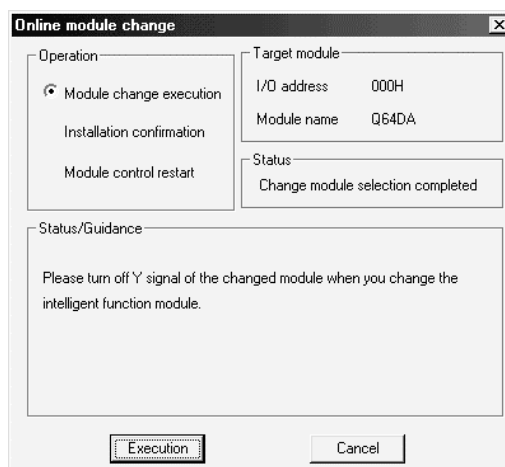 Online module change
Operation
Module change execution
Installation confirmation
Module control restart
Target module
I/O address 000H
Module name Q64DA
Status
Change module selection completed
Status/Guidance
Please turn off Y signal of the changed module when you change the
intelligent function module.
Execution Cancel